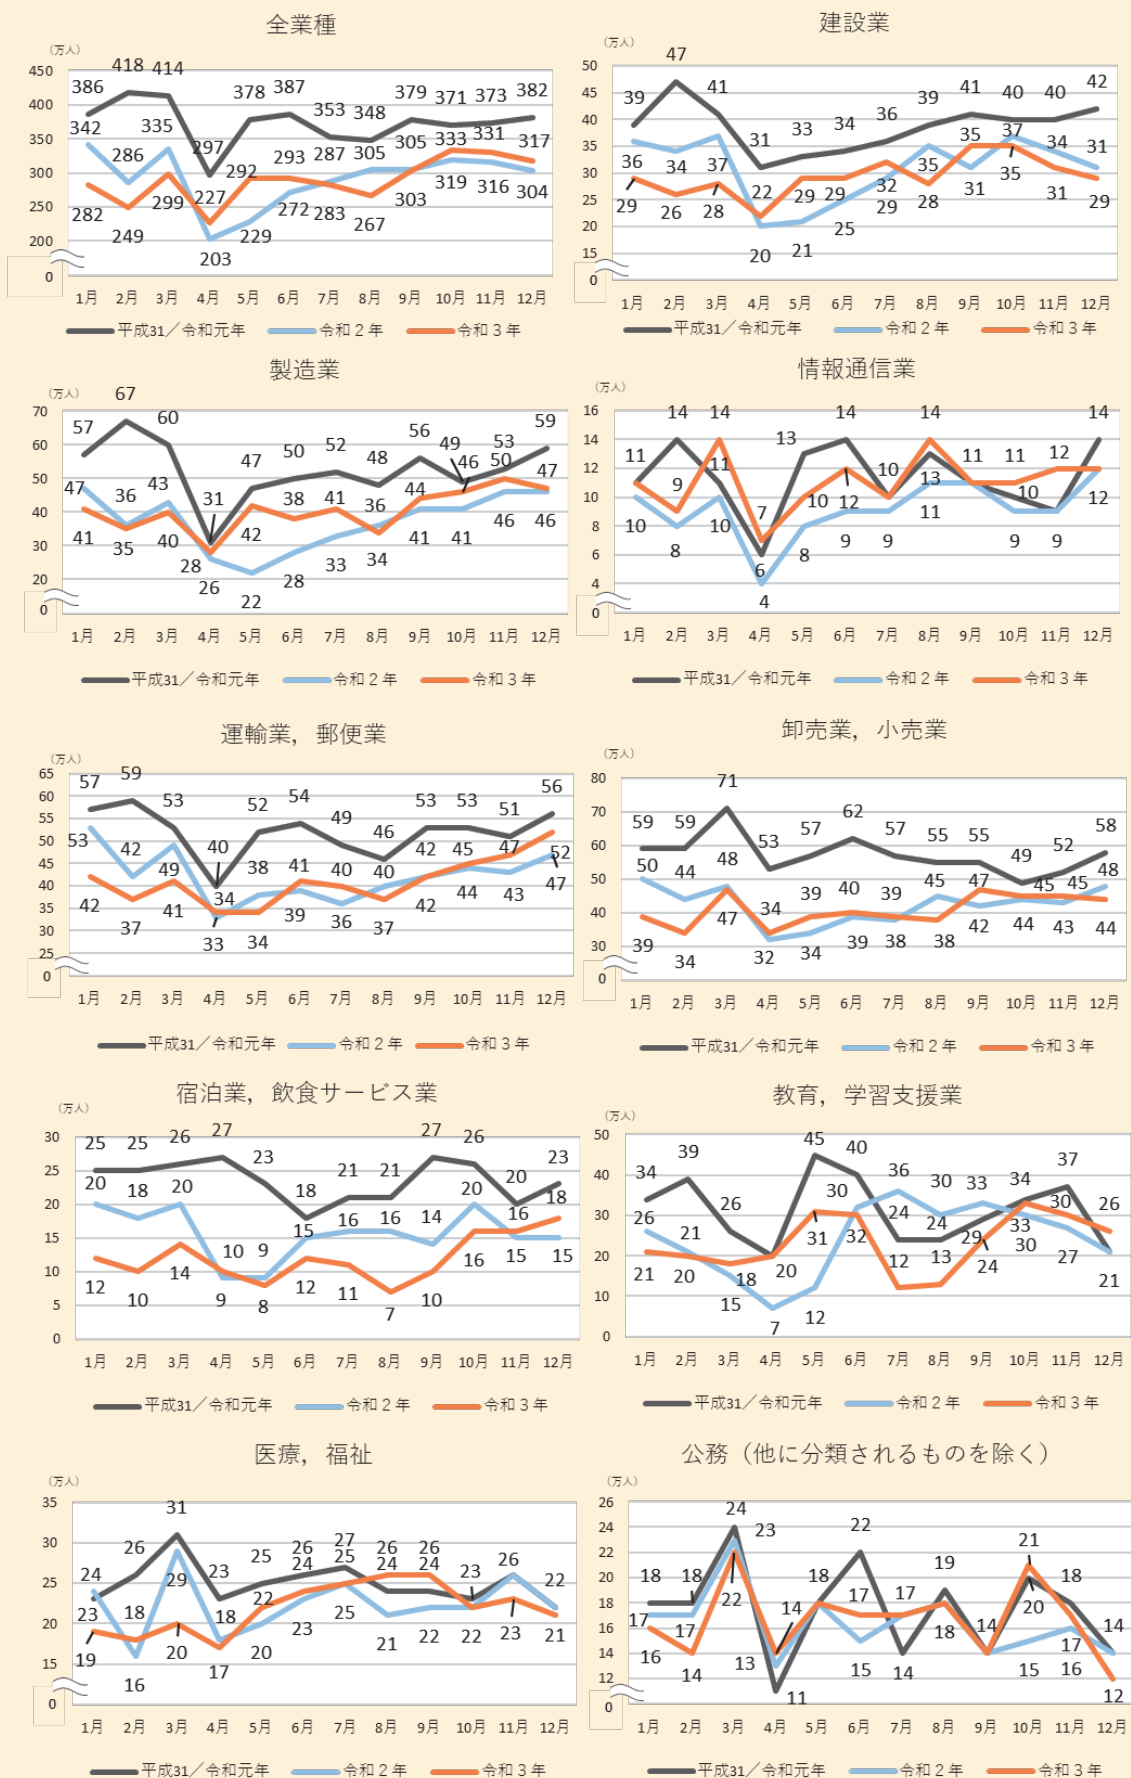 全業種
(万人)
450
400
350
300
250
200
0
386 418 414 297 378 387 353 348 379 371 373 382
342 286 335 203 229 272 287 305 305 319 316 304
282 249 299 227 292 293 283 267 303 333 331 317
1月 2月 3月 4月 5月 6月 7月 8月 9月 10月 11月 12月
平成31／令和元年 令和２年 令和３年
建設業
(万人)
50
45
40
35
30
25
20
15
0
39 47 41 31 33 34 36 39 41 40 40 42
36 34 37 20 21 25 29 35 31 37 34 31
29 26 28 22 29 29 32 28 35 35 31 29
1月 2月 3月 4月 5月 6月 7月 8月 9月 10月 11月 12月
平成31／令和元年 令和２年 令和３年
製造業
(万人)
70
60
50
40
30
20
0
57 67 60 31 47 50 52 48 56 49 53 59
47 36 43 26 22 28 33 36 41 41 46 46
41 35 40 28 42 38 41 34 44 46 50 47
1月 2月 3月 4月 5月 6月 7月 8月 9月 10月 11月 12月
平成31／令和元年 令和２年 令和３年
情報通信業
(万人)
16
14
12
10
8
6
4
0
11 14 11 6 13 14 10 13 11 10 9 14
10 8 10 4 8 9 9 11 9 9 12
9 14 7 10 12 14 11 12
1月 2月 3月 4月 5月 6月 7月 8月 9月 10月 11月 12月
平成31／令和元年 令和２年 令和３年
運輸業，郵便業
(万人)
65
60
55
50
45
40
35
30
25
0
57 59 53 40 52 54 49 46 53 53 51 56
53 42 49 33 38 39 36 40 42 44 43 47
42 37 41 34 34 41 40 37 42 45 47 52
1月 2月 3月 4月 5月 6月 7月 8月 9月 10月 11月 12月
平成31／令和元年 令和２年 令和３年
卸売業，小売業
(万人)
80
70
60
50
40
30
0
59 59 71 53 57 62 57 55 55 49 52 58
50 44 48 32 34 39 38 45 42 44 43 48
39 34 47 34 39 40 39 38 47 45 45 44
1月 2月 3月 4月 5月 6月 7月 8月 9月 10月 11月 12月
平成31／令和元年 令和２年 令和３年
宿泊業，飲食サービス業
(万人)
30
25
20
15
10
5
0
25 25 26 27 23 18 21 21 27 26 20 23
20 18 20 9 9 15 16 16 14 20 15 15
12 10 14 10 8 12 11 7 10 16 16 18
1月 2月 3月 4月 5月 6月 7月 8月 9月 10月 11月 12月
平成31／令和元年 令和２年 令和３年
教育，学習支援業
(万人)
50
40
30
20
10
0
34 39 26 20 45 40 24 24 29 34 37 21
26 21 15 7 12 32 36 30 33 30 27
21 20 18 31 30 12 13 24 33 30 26
1月 2月 3月 4月 5月 6月 7月 8月 9月 10月 11月 12月
平成31／令和元年 令和２年 令和３年
医療，福祉
(万人)
35
30
25
20
15
0
23 26 31 23 25 26 27 24 24 23 26 22
24 16 29 18 20 23 25 21 22 22
19 18 20 17 22 24 25 26 26 23 21
1月 2月 3月 4月 5月 6月 7月 8月 9月 10月 11月 12月
平成31／令和元年 令和２年 令和３年
公務（他に分類されるものを除く）
(万人)
26
24
22
20
18
16
14
12
0
18 18 24 11 18 22 14 19 14 20 18 14
17 17 23 13 15 17 18 15 16
16 14 22 14 17 21 17 12
1月 2月 3月 4月 5月 6月 7月 8月 9月 10月 11月 12月
平成31／令和元年 令和２年 令和３年